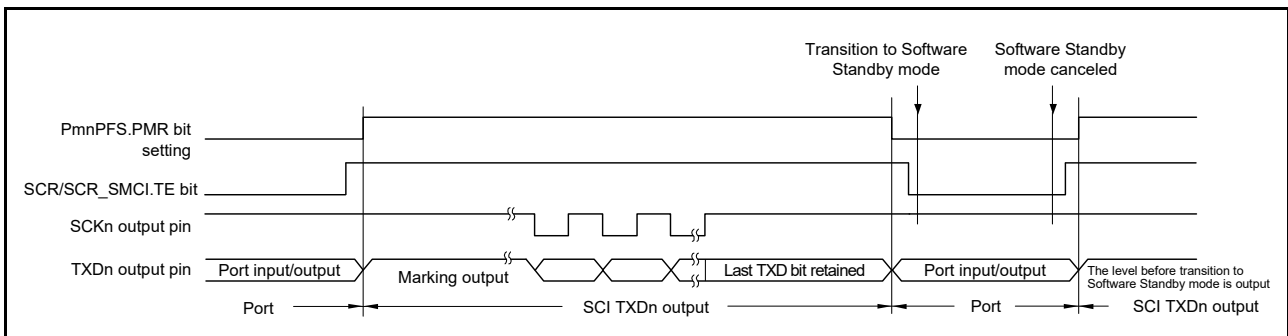 Transition to Software
Standby mode
Software Standby
mode canceled
PmnPFS.PMR bit
setting
SCR/SCR_SMCI.TE bit
SCKn output pin
TXDn output pin
Port input/output
Marking output
Last TXD bit retained
Port input/output
The level before transition to
Software Standby mode is output
Port
SCI TXDn output
Port
SCI TXDn output